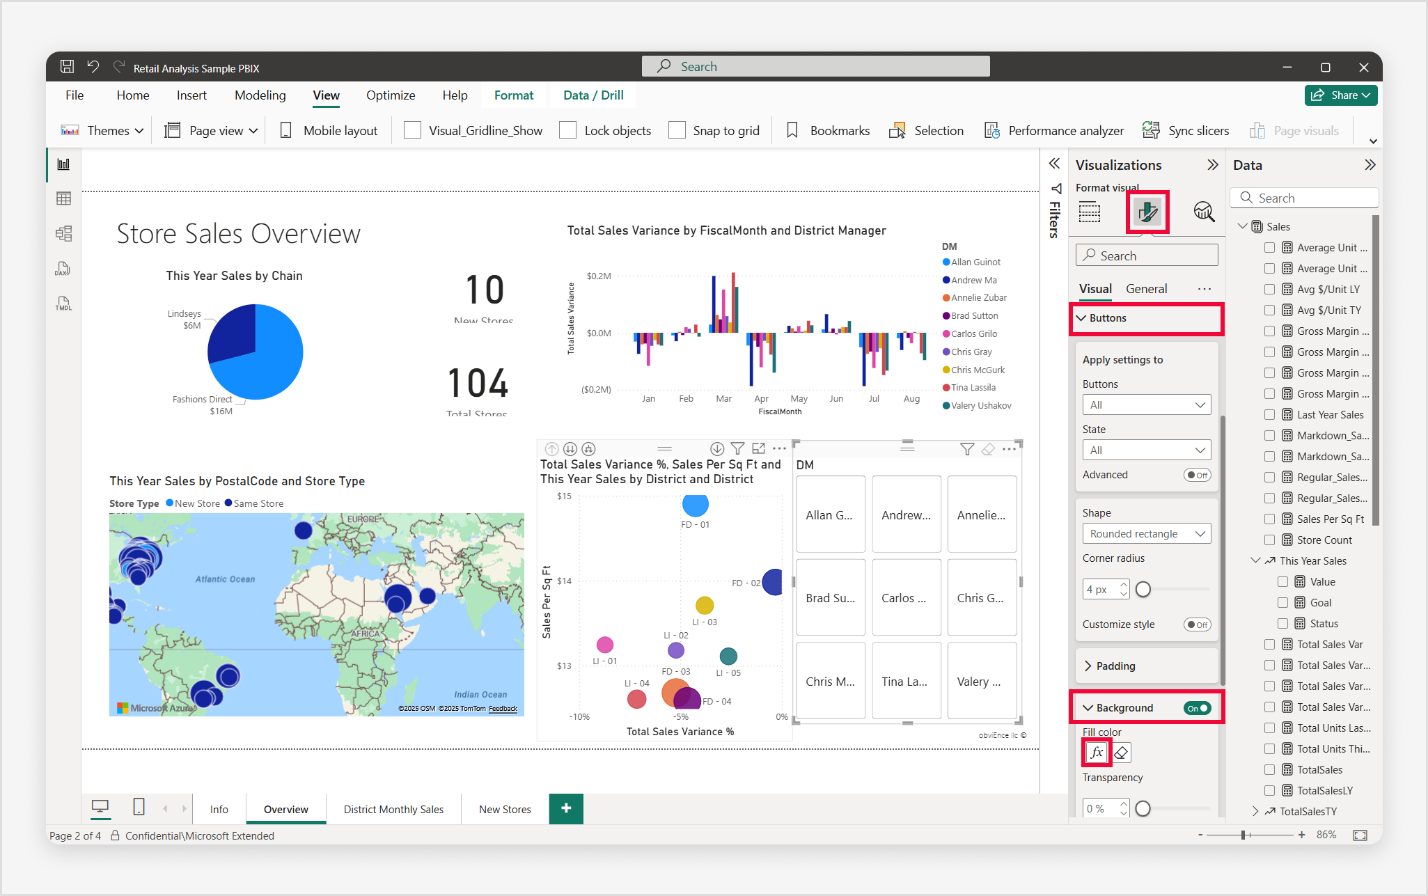 Retail Analysis Sample PBIX
Search
File
Home
Insert
Modeling
View
Optimize
Help
Format
Data / Drill
Share
Themes
Page view
Mobile layout
Visual_Gridline_Show
Lock objects
Snap to grid
Bookmarks
Selection
Performance analyzer
Sync slicers
Page visuals
DAX
TMDL
Store Sales Overview
This Year Sales by Chain
Lindseys
$6M
Fashions Direct
$16M
10
New Stores
104
Total Stores
Total Sales Variance by FiscalMonth and District Manager
Total Sales Variance
$0.2M
$0.0M
($0.2M)
Jan
Feb
Mar
Apr
May
Jun
Jul
Aug
FiscalMonth
DM
Allan Guinot
Andrew Ma
Annelie Zubar
Brad Sutton
Carlos Grilo
Chris Gray
Chris McGurk
Tina Lassila
Valery Ushakov
This Year Sales by PostalCode and Store Type
Store Type New Store Same Store
EUROPE
Atlantic Ocean
AFRICA
Indian Ocean
Microsoft Azure
©2025 OSM ©2025 TomTom Feedback
Total Sales Variance %, Sales Per Sq Ft and
This Year Sales by District and District
Sales Per Sq Ft
$15
$14
$13
FD - 01
FD - 02
LI - 03
LI - 02
LI - 01
FD - 03
LI - 05
LI - 04
FD - 04
-10%
-5%
0%
Total Sales Variance %
DM
Allan G...
Andrew...
Annelie...
Brad Su...
Carlos ...
Chris G...
Chris M...
Tina La...
Valery ...
obviEnce llc ©
Filters
Visualizations
Format visual
Search
Visual
General
...
Buttons
Apply settings to
Buttons
All
State
All
Advanced
Off
Shape
Rounded rectangle
Corner radius
4 px
Customize style
Off
Padding
Background
On
Fill color
fx
Transparency
0 %
Data
Search
Sales
Average Unit ...
Average Unit ...
Avg $/Unit LY
Avg $/Unit TY
Gross Margin ...
Gross Margin ...
Gross Margin ...
Gross Margin ...
Last Year Sales
Markdown_Sa...
Markdown_Sa...
Regular_Sales...
Regular_Sales...
Sales Per Sq Ft
Store Count
This Year Sales
Value
Goal
Status
Total Sales Var
Total Sales Var...
Total Sales Var...
Total Sales Var...
Total Units Las...
Total Units Thi...
TotalSales
TotalSalesLY
TotalSalesTY
Info
Overview
District Monthly Sales
New Stores
+
Page 2 of 4
Confidential\Microsoft Extended
- + 86%